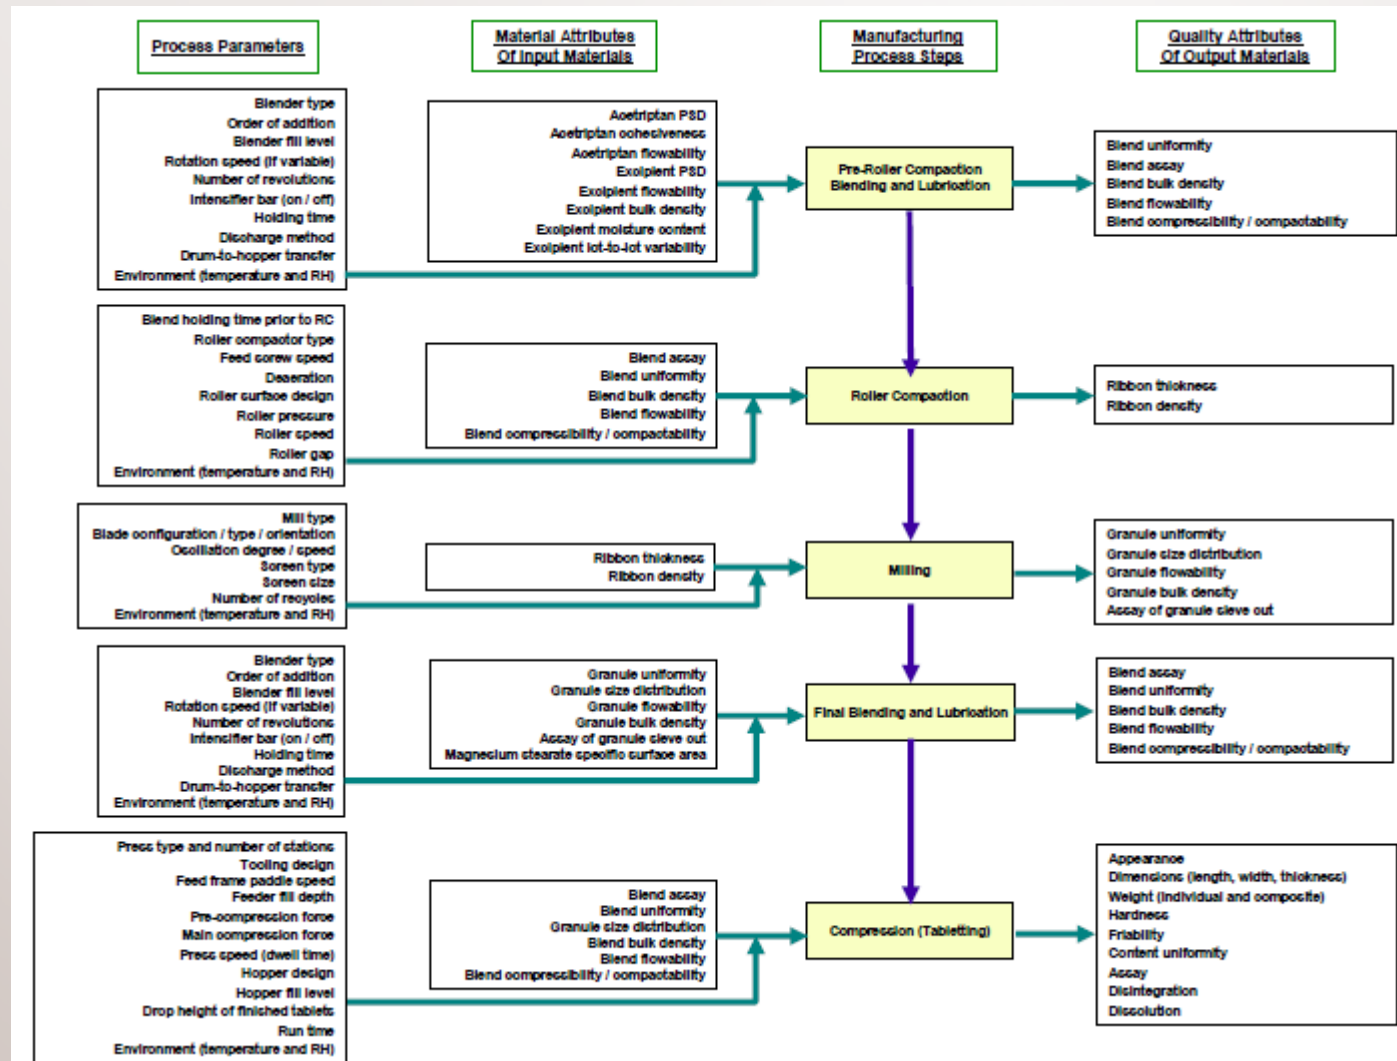 Process Parameters
Material Attributes
Of Input Materials
Manufacturing
Process Steps
Quality Attributes
Of Output Materials
Blender type
Order of addition
Blender fill level
Rotation speed (if variable)
Number of revolutions
Intensifier bar (on / off)
Holding time
Discharge method
Drum-to-hopper transfer
Environment (temperature and RH)
Acetriptan PSD
Acetriptan cohesiveness
Acetriptan flowability
Excipient PSD
Excipient flowability
Excipient bulk density
Excipient moisture content
Excipient lot-to-lot variability
Pre-Roller Compaction
Blending and Lubrication
Blend uniformity
Blend assay
Blend bulk density
Blend flowability
Blend compressibility / compactability
Blend holding time prior to RC
Roller compactor type
Feed screw speed
Deaeration
Roller surface design
Roller pressure
Roller speed
Roller gap
Environment (temperature and RH)
Blend assay
Blend uniformity
Blend bulk density
Blend flowability
Blend compressibility / compactability
Roller Compaction
Ribbon thickness
Ribbon density
Mill type
Blade configuration / type / orientation
Oscillation degree / speed
Screen type
Screen size
Number of recycles
Environment (temperature and RH)
Ribbon thickness
Ribbon density
Milling
Granule uniformity
Granule size distribution
Granule flowability
Granule bulk density
Assay of granule sieve cut
Blender type
Order of addition
Blender fill level
Rotation speed (if variable)
Number of revolutions
Intensifier bar (on / off)
Holding time
Discharge method
Drum-to-hopper transfer
Environment (temperature and RH)
Granule uniformity
Granule size distribution
Granule flowability
Granule bulk density
Assay of granule sieve cut
Magnesium stearate specific surface area
Final Blending and Lubrication
Blend assay
Blend uniformity
Blend bulk density
Blend flowability
Blend compressibility / compactability
Press type and number of stations
Tooling design
Feed frame paddle speed
Feeder fill depth
Pre-compression force
Main compression force
Press speed (dwell time)
Hopper design
Hopper fill level
Drop height of finished tablets
Run time
Environment (temperature and RH)
Blend assay
Blend uniformity
Granule size distribution
Blend bulk density
Blend flowability
Blend compressibility / compactability
Compression (Tabletting)
Appearance
Dimensions (length, width, thickness)
Weight (individual and composite)
Hardness
Friability
Content uniformity
Assay
Disintegration
Dissolution